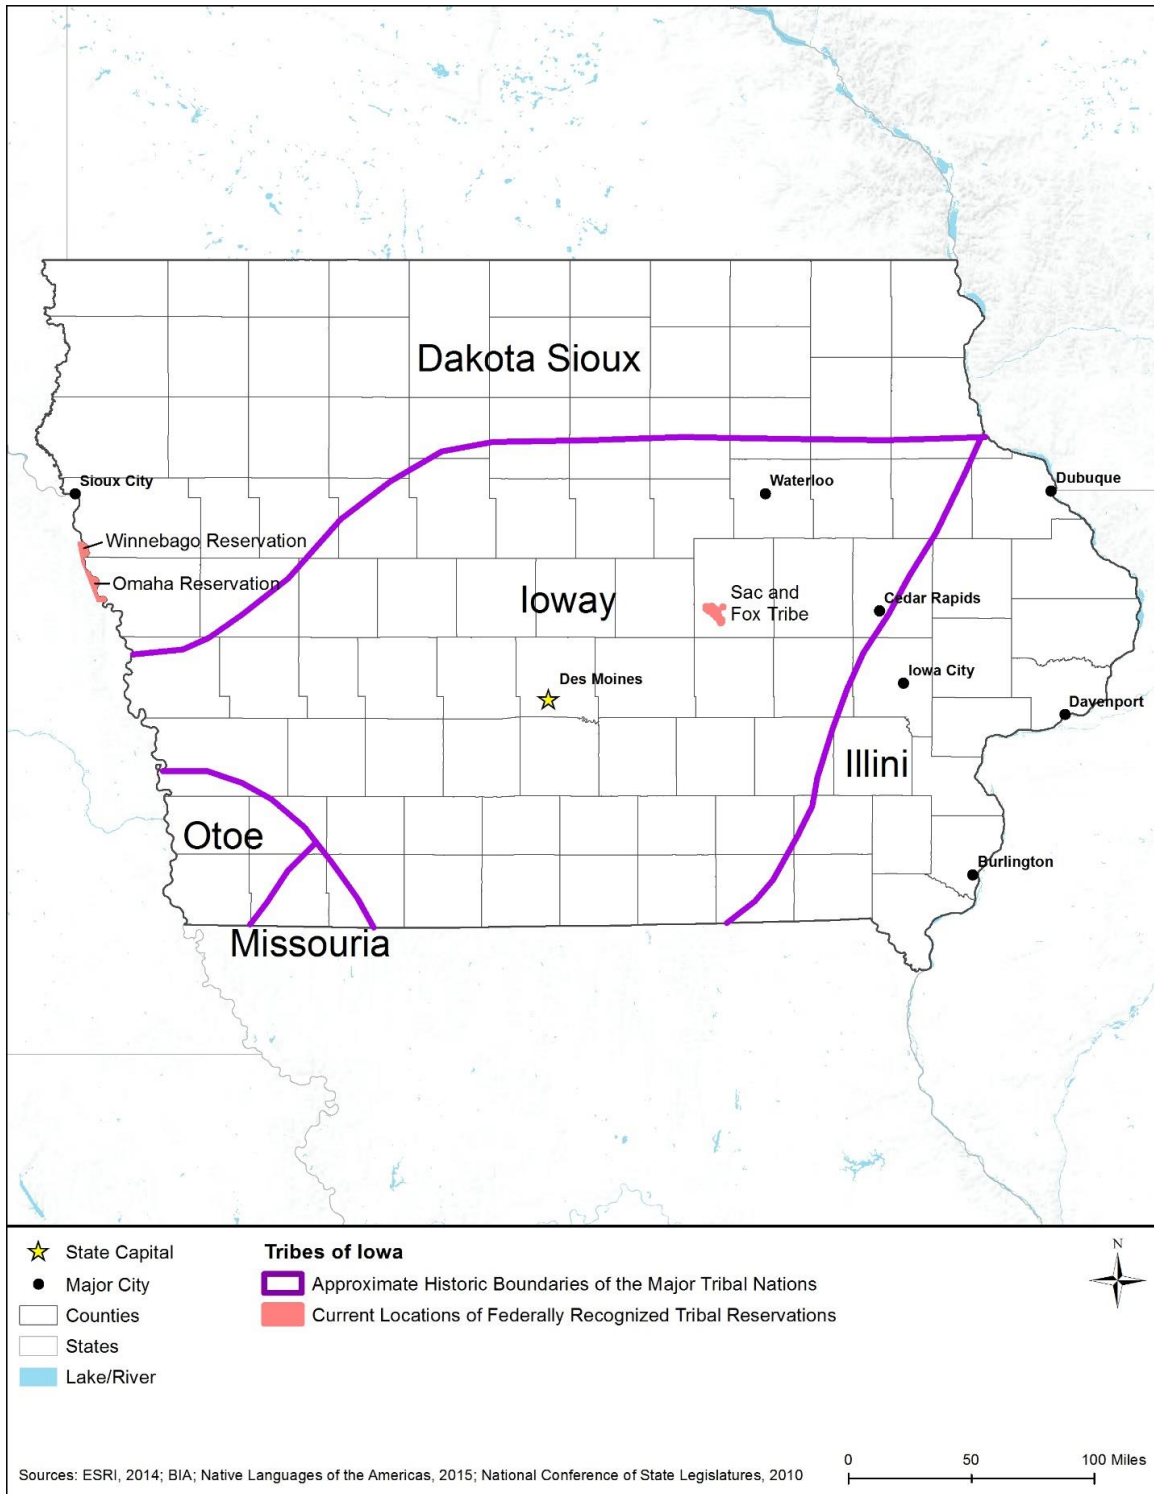 Dakota Sioux
Sioux City
Waterloo
Dubuque
Winnebago Reservation
Omaha Reservation
Ioway
Sac and
Fox Tribe
Cedar Rapids
Iowa City
Des Moines
Davenport
Illini
Otoe
Burlington
Missouria
State Capital
Major City
Counties
States
Lake/River
Tribes of Iowa
Approximate Historic Boundaries of the Major Tribal Nations
Current Locations of Federally Recognized Tribal Reservations
N
Sources: ESRI, 2014; BIA; Native Languages of the Americas, 2015; National Conference of State Legislatures, 2010
0 50 100 Miles